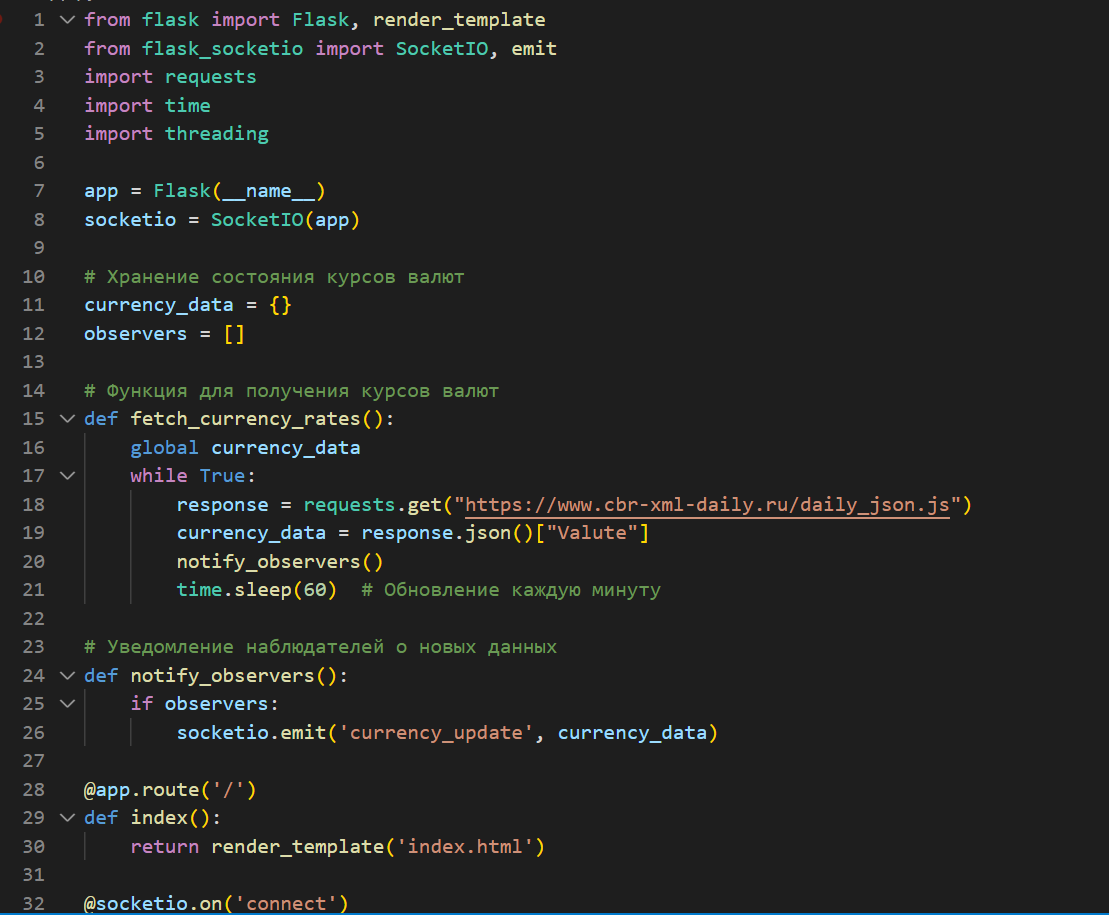 1 from flask import Flask, render_template
2 from flask_socketio import SocketIO, emit
3 import requests
4 import time
5 import threading
6
7 app = Flask(__name__)
8 socketio = SocketIO(app)
9
10 # Хранение состояния курсов валют
11 currency_data = {}
12 observers = []
13
14 # Функция для получения курсов валют
15 def fetch_currency_rates():
16     global currency_data
17     while True:
18         response = requests.get("https://www.cbr-xml-daily.ru/daily_json.js")
19         currency_data = response.json()["Valute"]
20         notify_observers()
21         time.sleep(60)  # Обновление каждую минуту
22
23 # Уведомление наблюдателей о новых данных
24 def notify_observers():
25     if observers:
26         socketio.emit('currency_update', currency_data)
27
28 @app.route('/')
29 def index():
30     return render_template('index.html')
31
32 @socketio.on('connect')